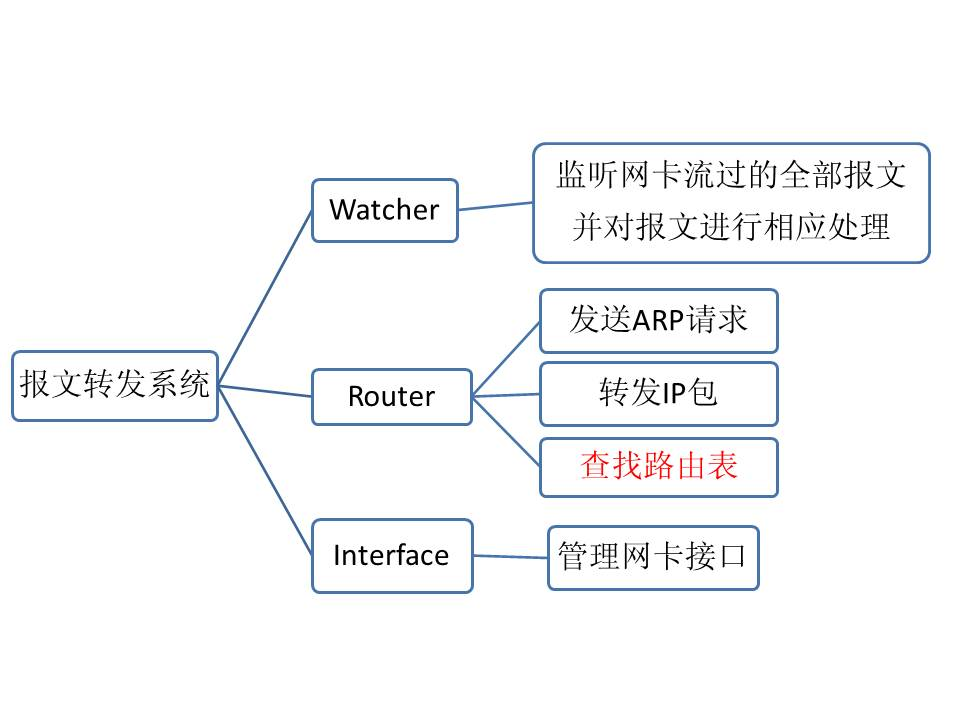 监听网卡流过的全部报文
并对报文进行相应处理
Watcher
发送ARP请求
转发IP包
报文转发系统
Router
查找路由表
Interface
管理网卡接口